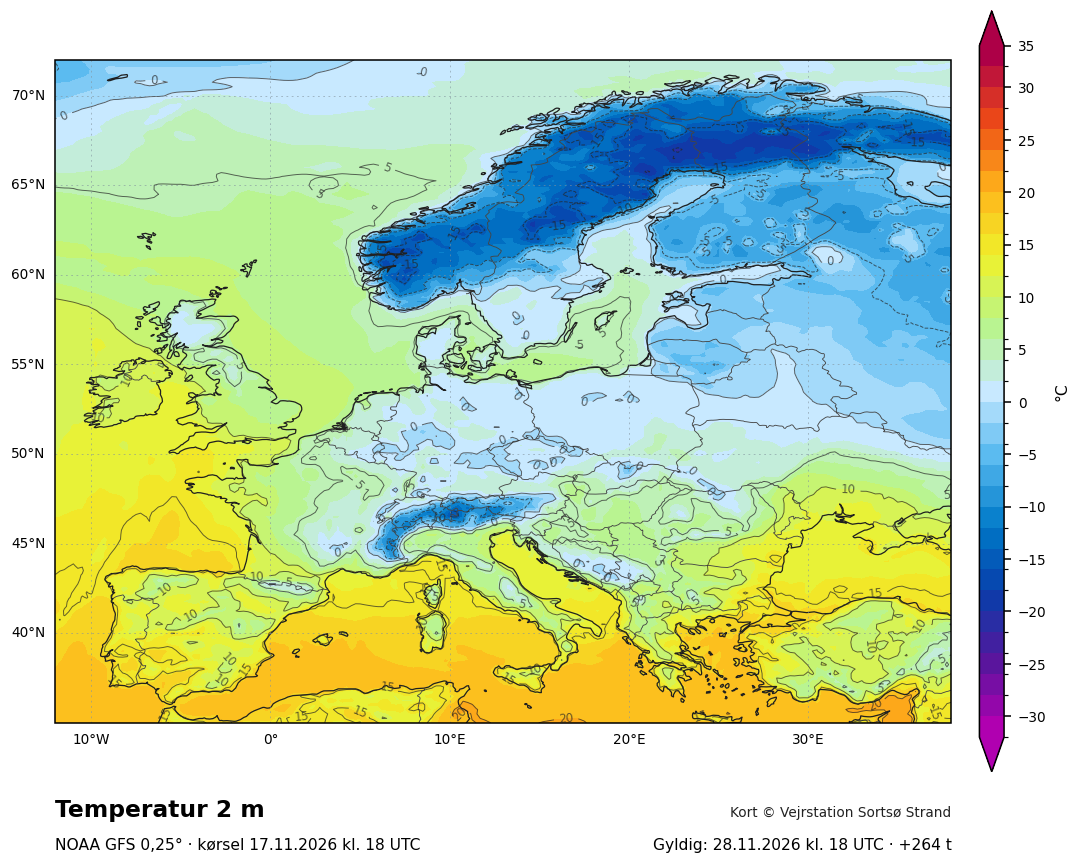 70°N
65°N
60°N
55°N
50°N
45°N
40°N
10°W
0°
10°E
20°E
30°E
35
30
25
20
15
10
5
0
−5
−10
−15
−20
−25
−30
°C
Temperatur 2 m
Kort © Vejrstation Sortsø Strand
NOAA GFS 0,25° · kørsel 17.11.2026 kl. 18 UTC
Gyldig: 28.11.2026 kl. 18 UTC · +264 t